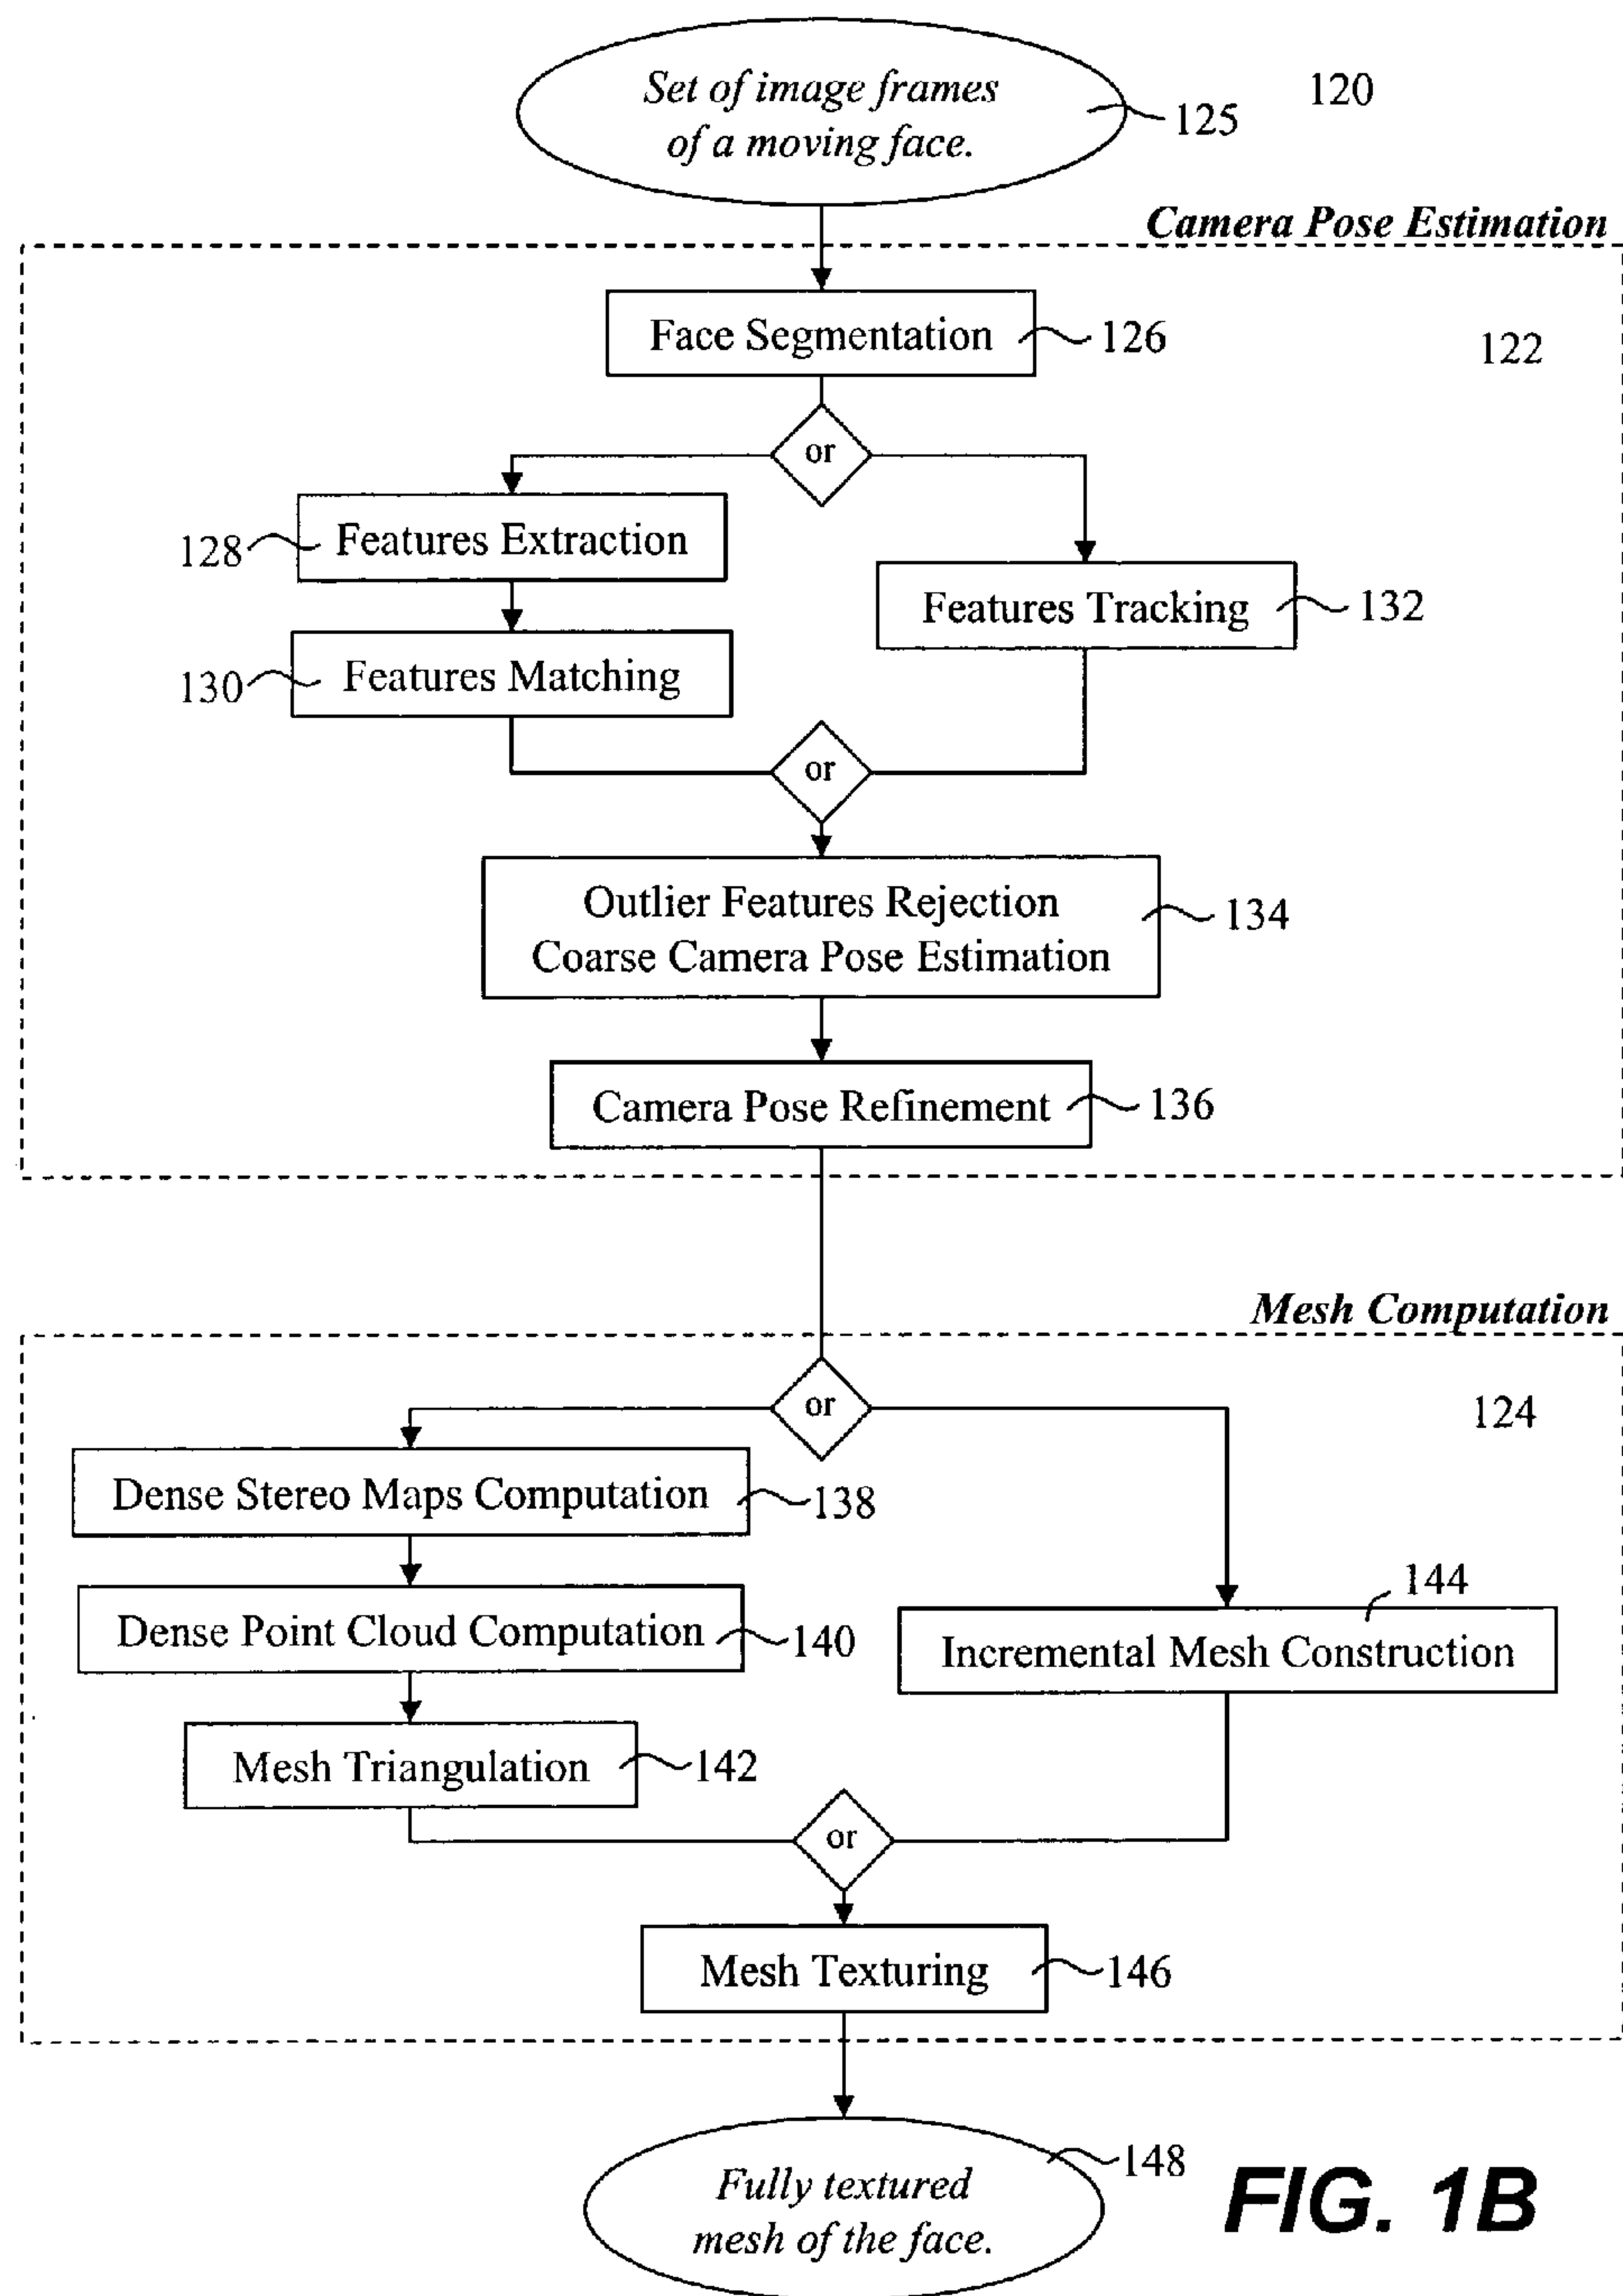 Set of image frames
of a moving face.
125
120
Camera Pose Estimation
Face Segmentation
126
122
or
Features Extraction
128
Features Tracking
132
Features Matching
130
or
Outlier Features Rejection
Coarse Camera Pose Estimation
134
Camera Pose Refinement
136
Mesh Computation
or
124
Dense Stereo Maps Computation
138
Dense Point Cloud Computation
140
144
Incremental Mesh Construction
Mesh Triangulation
142
or
Mesh Texturing
146
Fully textured
mesh of the face.
148
FIG. 1B